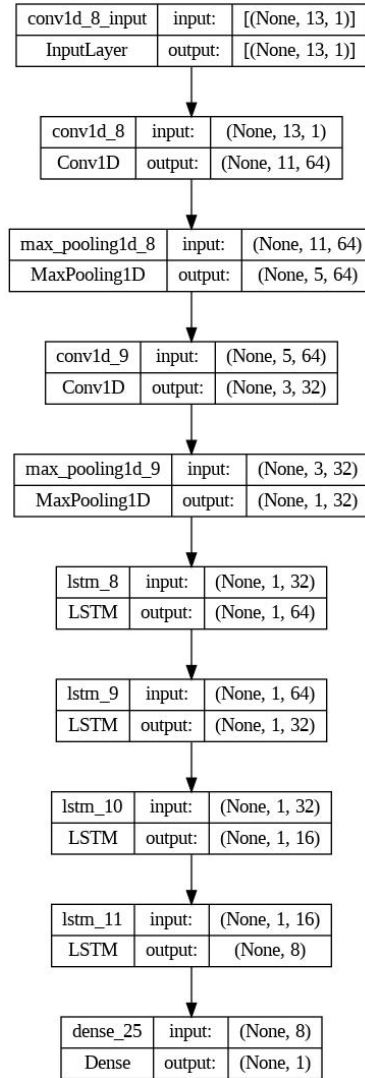 conv1d_8_input input: [(None, 13, 1)]
InputLayer output: [(None, 13, 1)]
conv1d_8 input: (None, 13, 1)
Conv1D output: (None, 11, 64)
max_pooling1d_8 input: (None, 11, 64)
MaxPooling1D output: (None, 5, 64)
conv1d_9 input: (None, 5, 64)
Conv1D output: (None, 3, 32)
max_pooling1d_9 input: (None, 3, 32)
MaxPooling1D output: (None, 1, 32)
lstm_8 input: (None, 1, 32)
LSTM output: (None, 1, 64)
lstm_9 input: (None, 1, 64)
LSTM output: (None, 1, 32)
lstm_10 input: (None, 1, 32)
LSTM output: (None, 1, 16)
lstm_11 input: (None, 1, 16)
LSTM output: (None, 8)
dense_25 input: (None, 8)
Dense output: (None, 1)